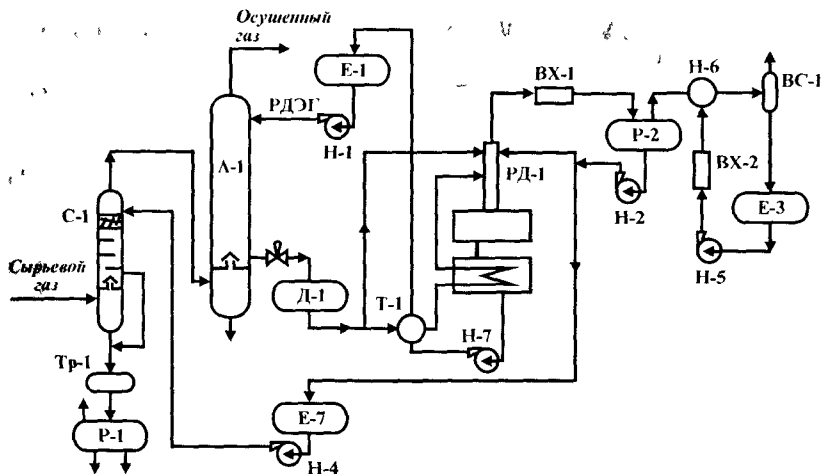 Осушенный
газ
Е-1
РДЭГ
Н-1
А-1
ВХ-1
Н-6
ВС-1
Р-2
РД-1
Н-2
ВХ-2
Е-3
Н-5
С-1
Сырьевой
газ
Д-1
Т-1
Н-7
Тр-1
Р-1
Е-7
Н-4